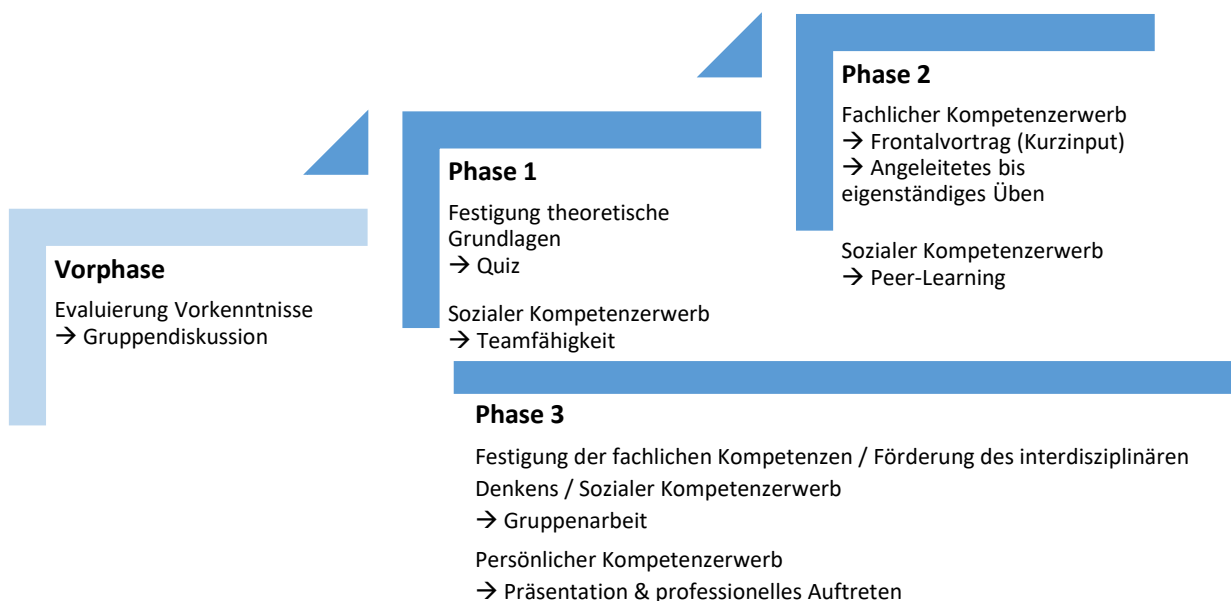 Vorphase
Evaluierung Vorkenntnisse
→ Gruppendiskussion
Phase 1
Festigung theoretische
Grundlagen
→ Quiz
Sozialer Kompetenzerwerb
→ Teamfähigkeit
Phase 2
Fachlicher Kompetenzerwerb
→ Frontalvortrag (Kurzinput)
→ Angeleitetes bis
eigenständiges Üben
Sozialer Kompetenzerwerb
→ Peer-Learning
Phase 3
Festigung der fachlichen Kompetenzen / Förderung des interdisziplinären
Denkens / Sozialer Kompetenzerwerb
→ Gruppenarbeit
Persönlicher Kompetenzerwerb
→ Präsentation & professionelles Auftreten